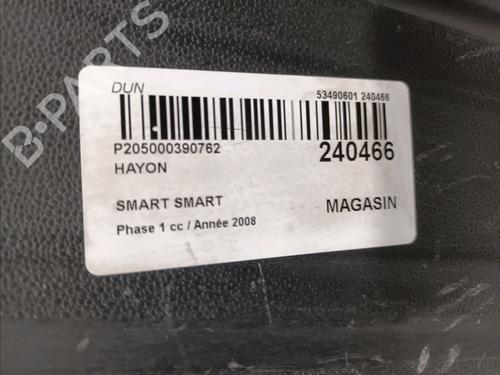 B-PARTS
DUN
53490601 240466
P205000390762
240466
HAYON
SMART SMART
MAGASIN
Phase 1 cc / Année 2008